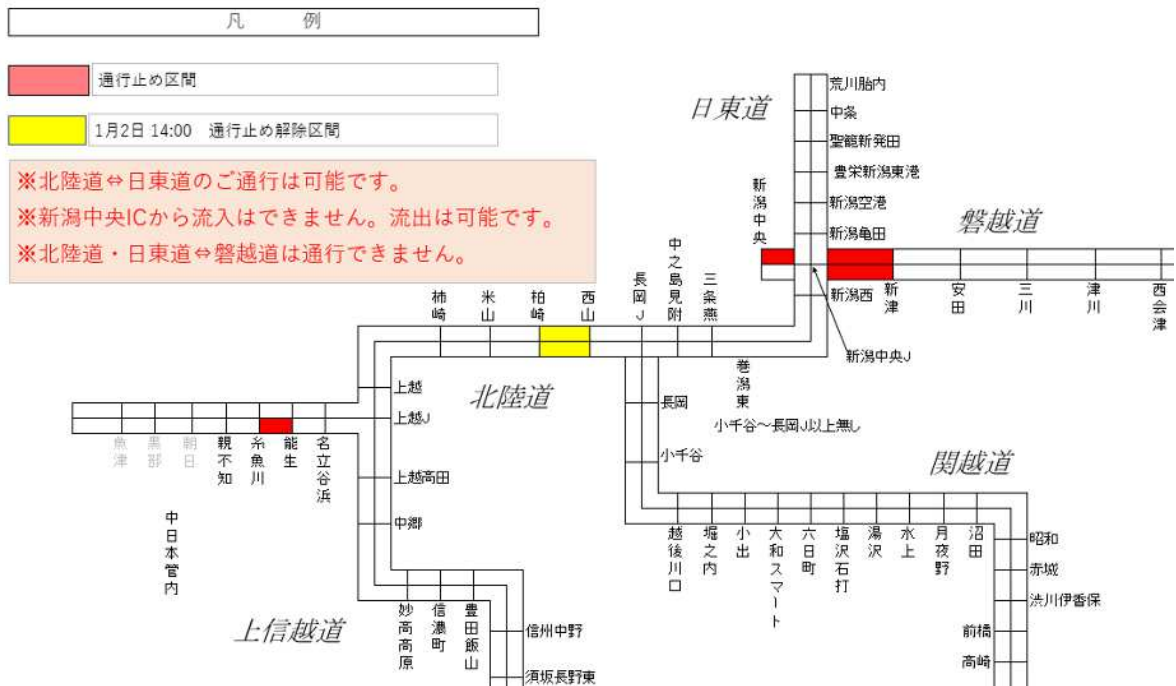 凡　例
通行止め区間
1月2日 14:00　通行止め解除区間
※北陸道⇔日東道のご通行は可能です。
※新潟中央ICから流入はできません。流出は可能です。
※北陸道・日東道⇔磐越道は通行できません。
日東道
荒川胎内
中条
聖籠新発田
豊栄新潟東港
新潟空港
新潟亀田
新潟中央
磐越道
新潟西
新津
安田
三川
津川
西会津
新潟中央J
柿崎
米山
柏崎
西山
長岡J
中之島見附
三条燕
巻潟東
北陸道
上越
上越J
上越高田
中郷
魚津
黒部
朝日
親不知
糸魚川
能生
名立谷浜
中日本管内
長岡
小千谷～長岡J以上無し
小千谷
関越道
越後川口
堀之内
小出
大和スマート
六日町
塩沢石打
湯沢
水上
月夜野
沼田
昭和
赤城
渋川伊香保
前橋
高崎
上信越道
妙高高原
信濃町
豊田飯山
信州中野
須坂長野東